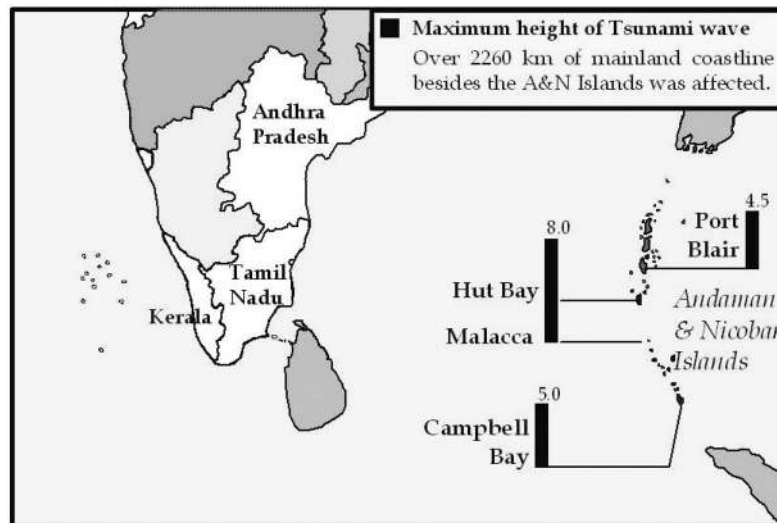 Maximum height of Tsunami wave
Over 2260 km of mainland coastline
besides the A&N Islands was affected.
Andhra
Pradesh
4.5
Port
Blair
8.0
Tamil
Nadu
Hut Bay
Andaman
Kerala
Malacca
& Nicobar
Islands
5.0
Campbell
Bay